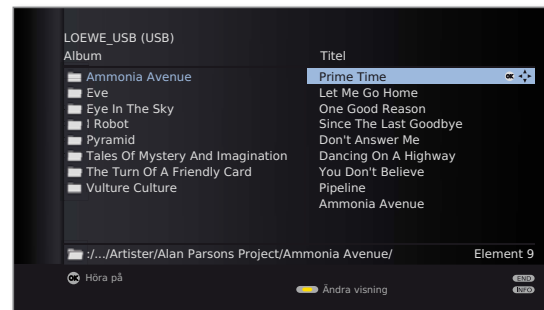 LOEWE_USB (USB)
Album
Ammonia Avenue
Eve
Eye In The Sky
I Robot
Pyramid
Tales Of Mystery And Imagination
The Turn Of A Friendly Card
Vulture Culture
Titel
Prime Time OK
Let Me Go Home
One Good Reason
Since The Last Goodbye
Don't Answer Me
Dancing On A Highway
You Don't Believe
Pipeline
Ammonia Avenue
:/.../Artister/Alan Parsons Project/Ammonia Avenue/ Element 9
OK Höra på
Ändra visning
END
INFO